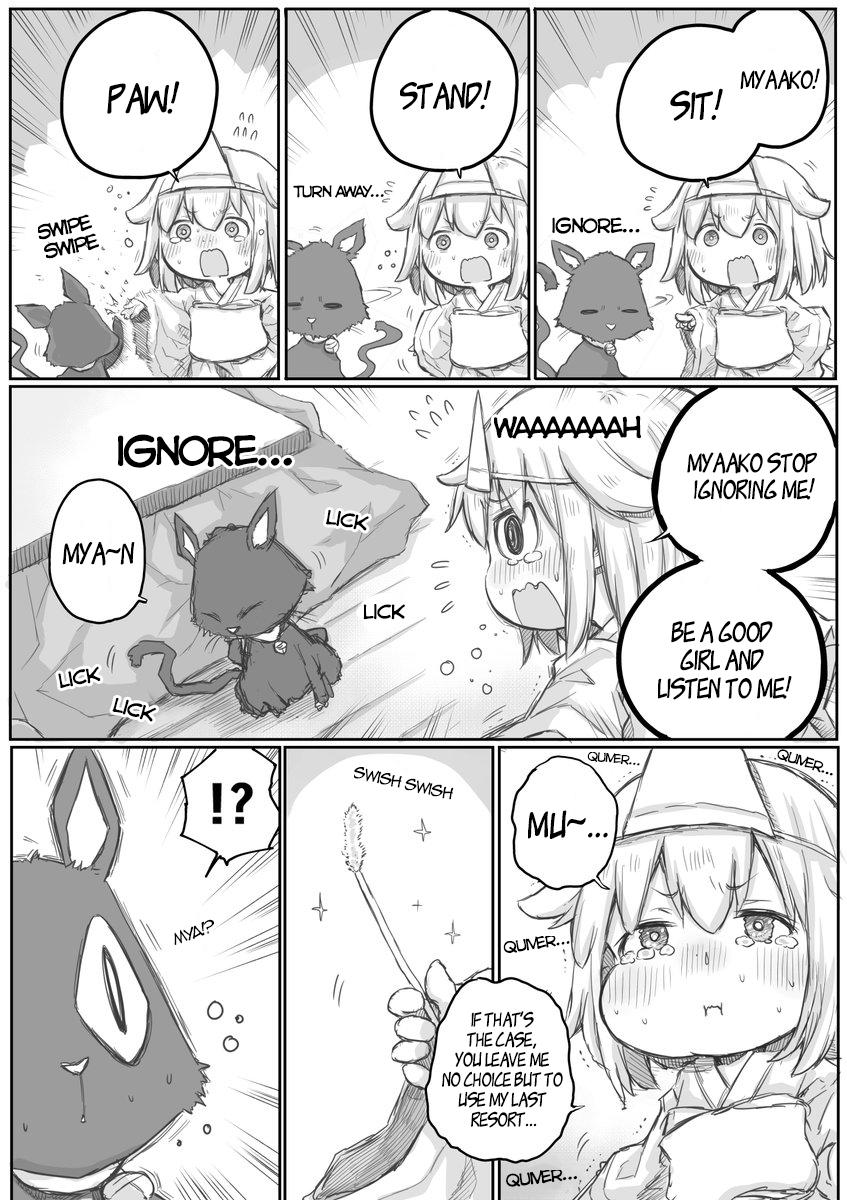 MYAAKO!
SIT!
IGNORE...
STAND!
TURN AWAY...
PAW!
SWIPE
SWIPE
MYAAKO STOP
IGNORING ME!
WAAAAAAAH
BE A GOOD
GIRL AND
LISTEN TO ME!
IGNORE...
MYA~N
LICK
LICK
LICK
LICK
QUIVER...
QUIVER...
MU~...
QUIVER...
QUIVER...
SWISH SWISH
IF THAT'S
THE CASE,
YOU LEAVE ME
NO CHOICE BUT TO
USE MY LAST
RESORT...
!?
MYA!?